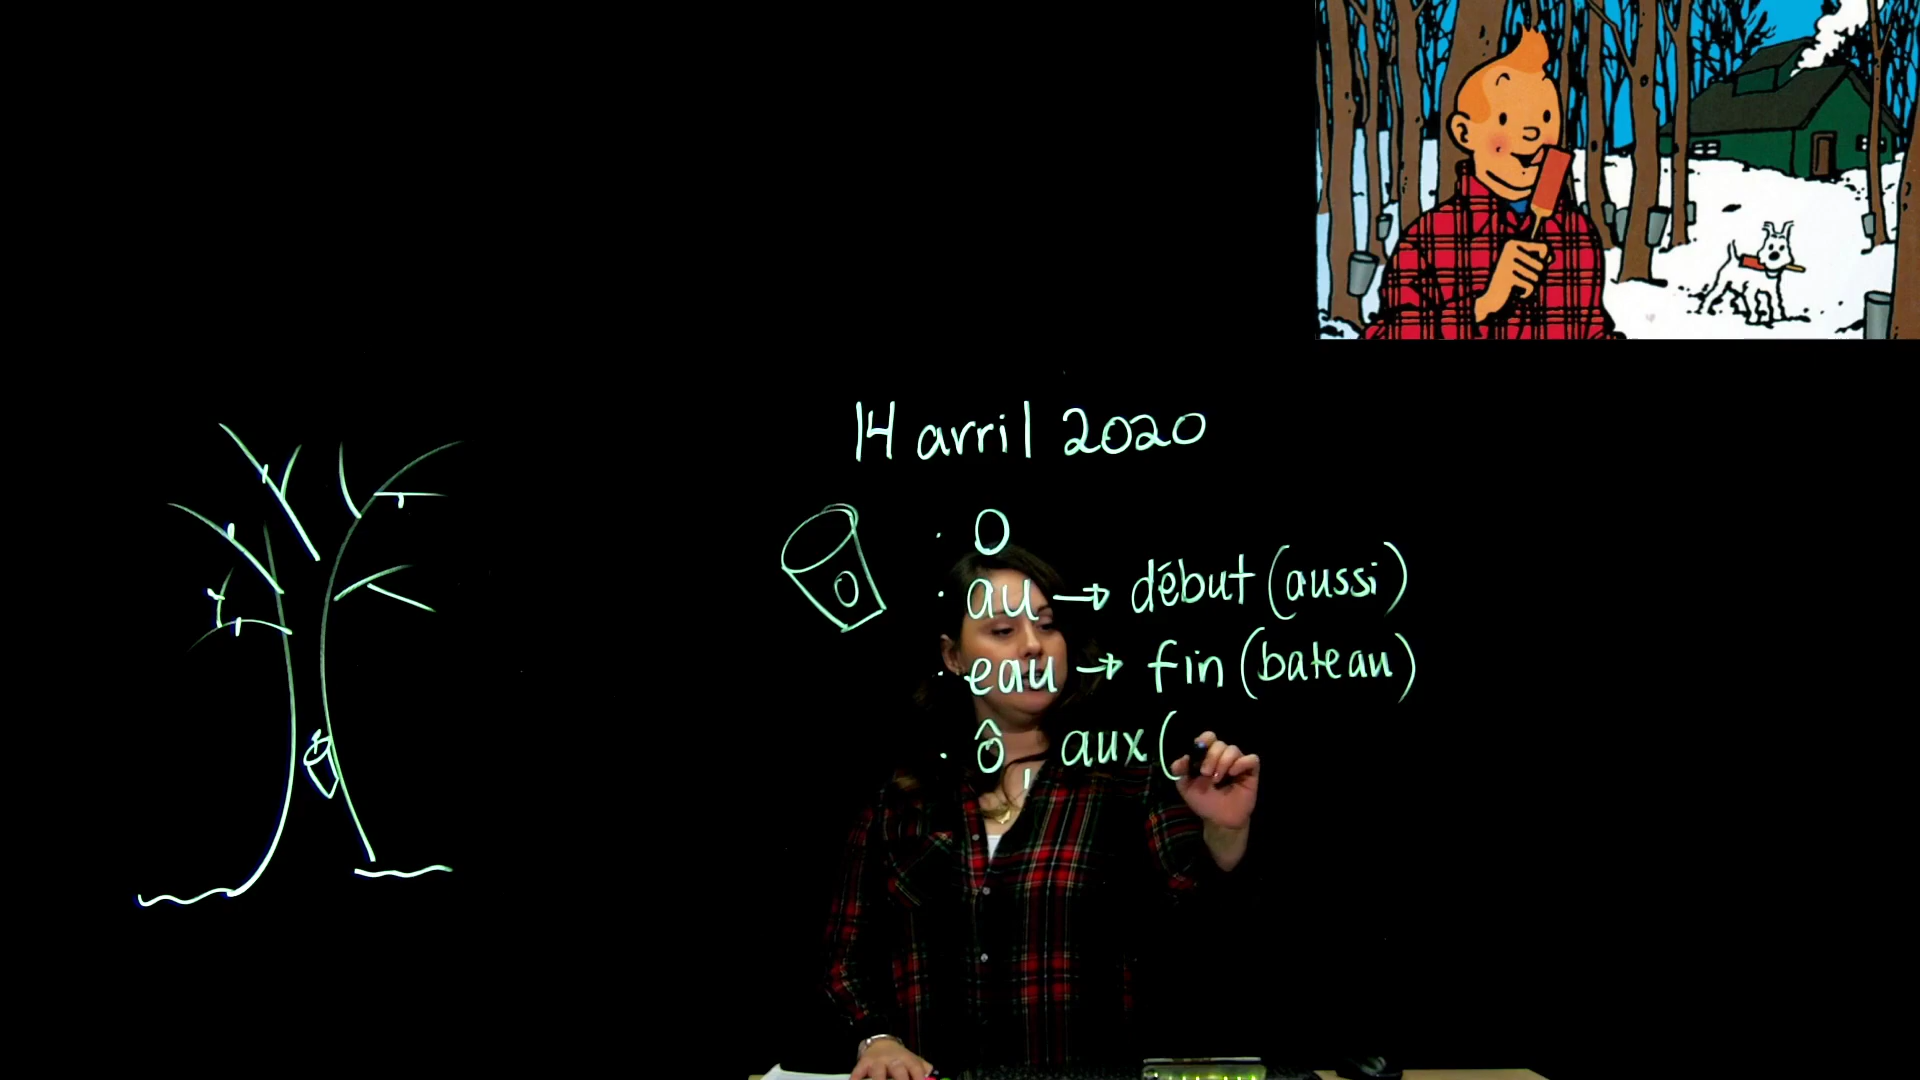 14 avril 2020
· O
O
· au → début (aussi)
· eau → fin (bateau)
· ô, aux (